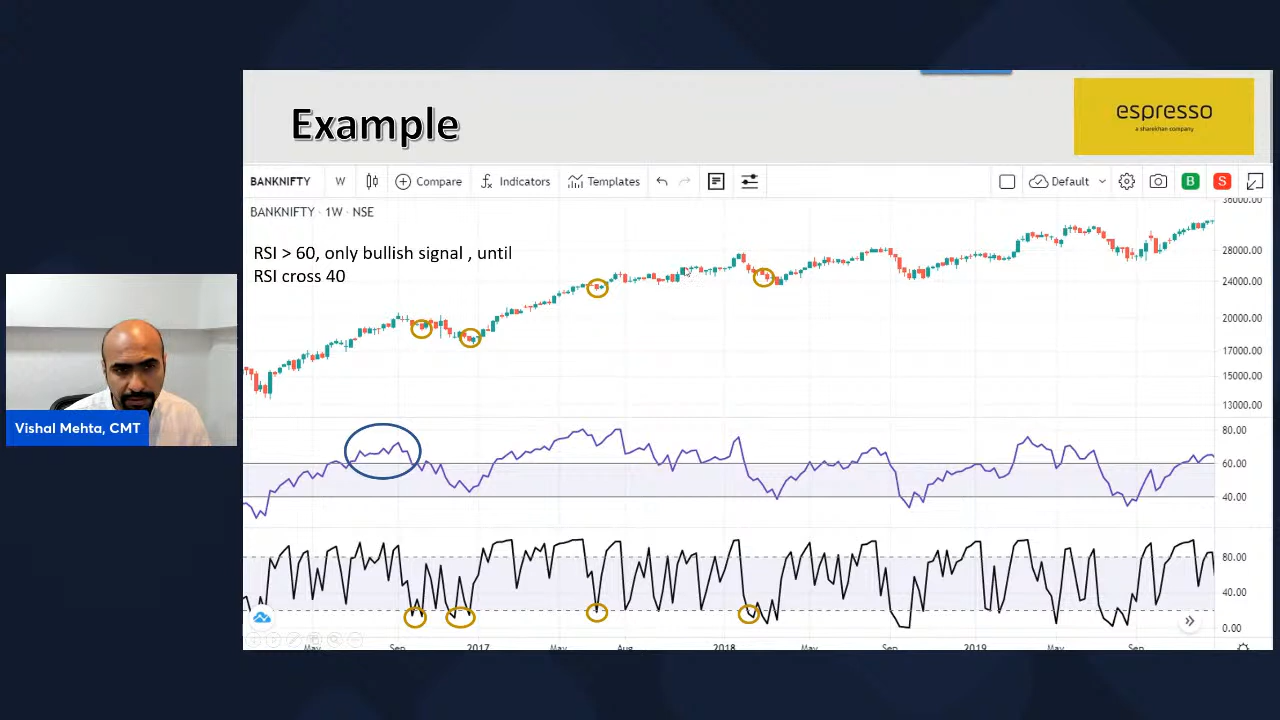 Example
espresso
a sharekhan company
BANKNIFTY
W
Compare
Indicators
Templates
Default
B
S
BANKNIFTY · 1W · NSE
36000.00
RSI > 60, only bullish signal , until
RSI cross 40
28000.00
24000.00
20000.00
17000.00
15000.00
13000.00
Vishal Mehta, CMT
80.00
60.00
40.00
80.00
40.00
0.00
May
Sep
2017
May
Aug
2018
May
Sep
2019
May
Sep